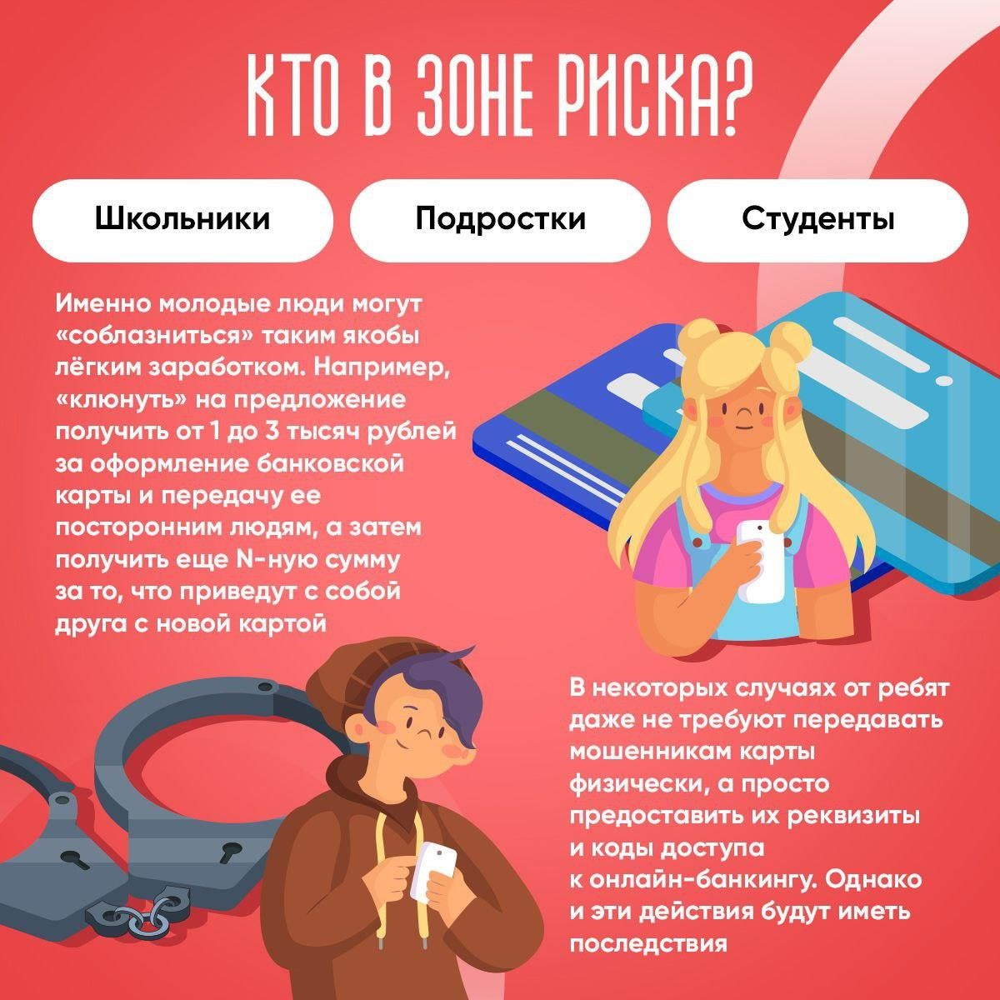 КТО В ЗОНЕ РИСКА?
Школьники
Подростки
Студенты
Именно молодые люди могут
«соблазниться» таким якобы
лёгким заработком. Например,
«клюнуть» на предложение
получить от 1 до 3 тысяч рублей
за оформление банковской
карты и передачу ее
посторонним людям, а затем
получить еще N-ную сумму
за то, что приведут с собой
друга с новой картой
В некоторых случаях от ребят
даже не требуют передавать
мошенникам карты
физически, а просто
предоставить их реквизиты
и коды доступа
к онлайн-банкингу. Однако
и эти действия будут иметь
последствия